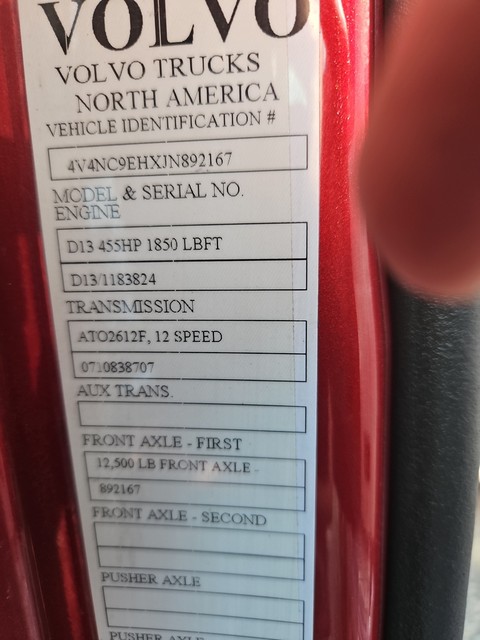 VOLVO
VOLVO TRUCKS
NORTH AMERICA
VEHICLE IDENTIFICATION #
4V4NC9EHXJN892167
MODEL & SERIAL NO.
ENGINE
D13 455HP 1850 LBFT
D13/1183824
TRANSMISSION
ATO2612F, 12 SPEED
0710838707
AUX TRANS.
FRONT AXLE - FIRST
12,500 LB FRONT AXLE -
892167
FRONT AXLE - SECOND
PUSHER AXLE
PUSHER AXLE